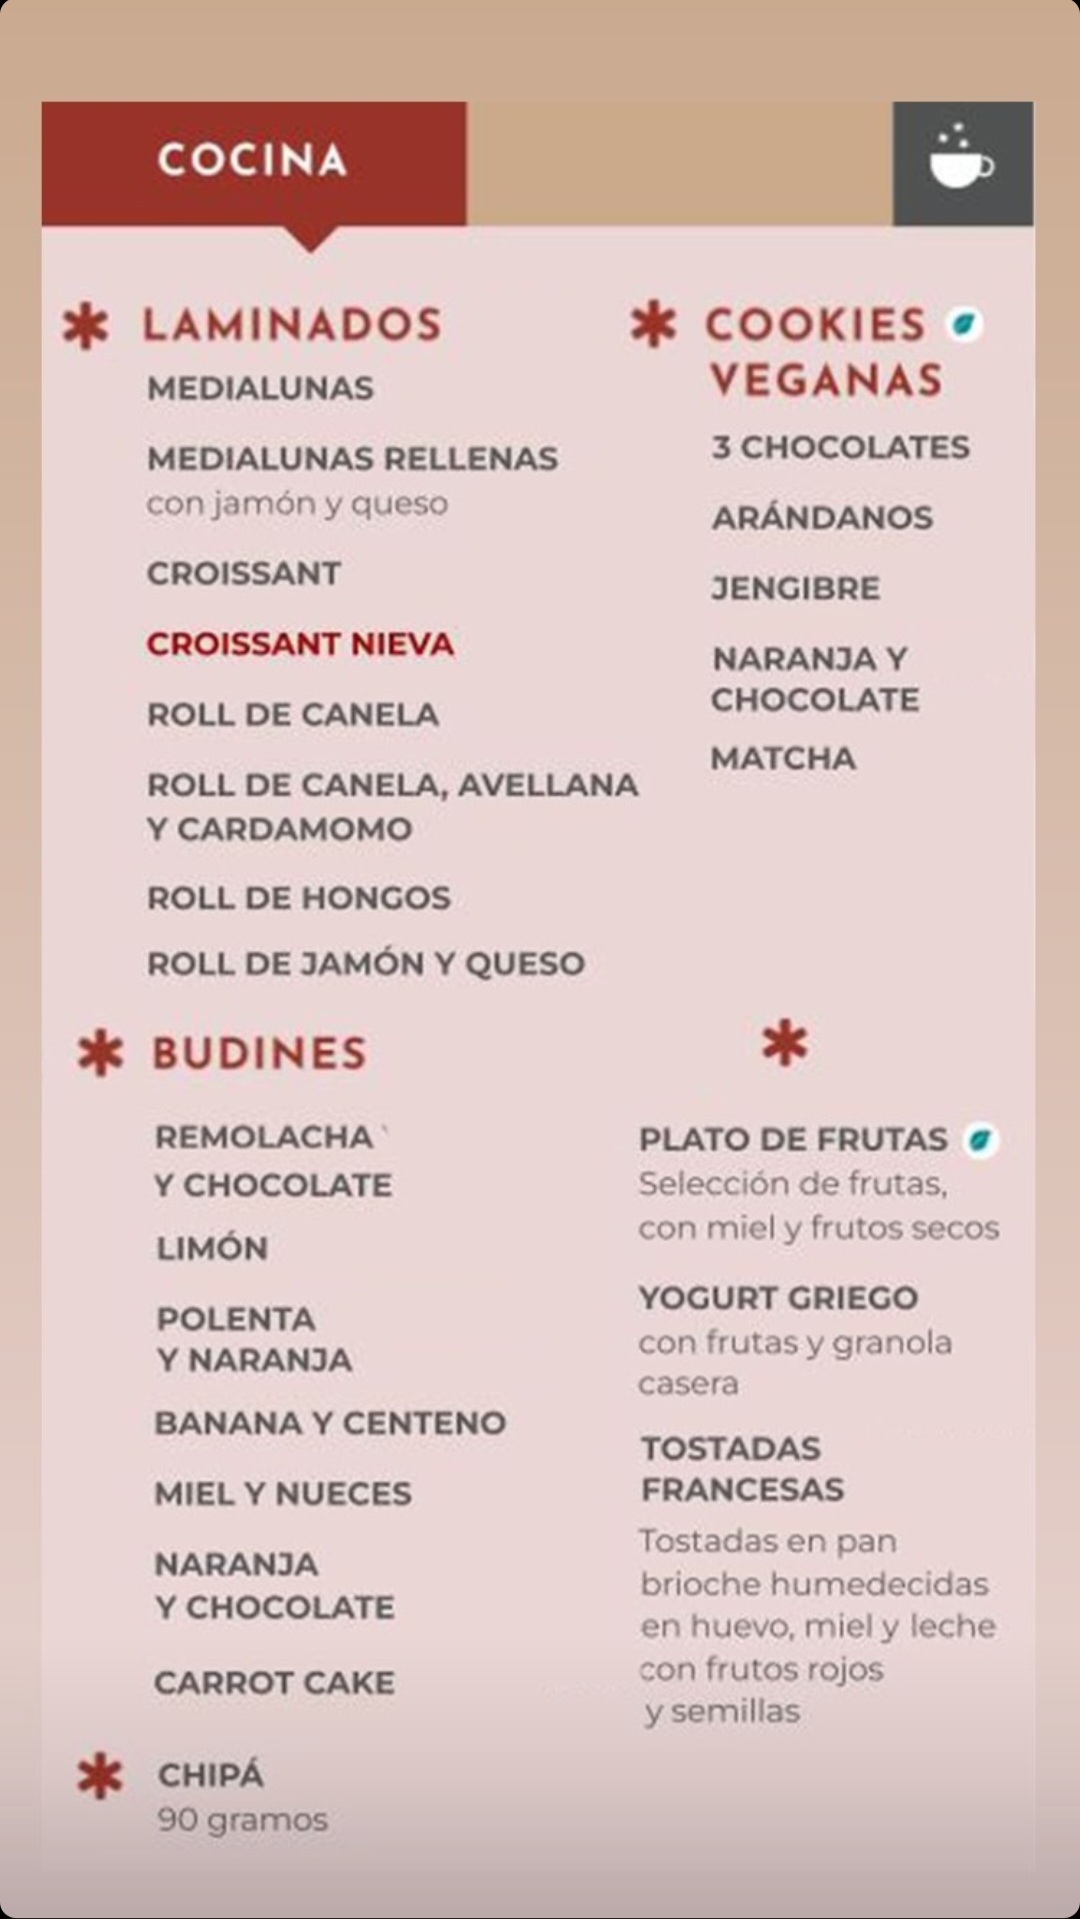 COCINA
LAMINADOS
MEDIALUNAS
MEDIALUNAS RELLENAS
con jamón y queso
CROISSANT
CROISSANT NIEVA
ROLL DE CANELA
ROLL DE CANELA, AVELLANA
Y CARDAMOMO
ROLL DE HONGOS
ROLL DE JAMÓN Y QUESO
COOKIES
VEGANAS
3 CHOCOLATES
ARÁNDANOS
JENGIBRE
NARANJA Y
CHOCOLATE
MATCHA
BUDINES
REMOLACHA
Y CHOCOLATE
LIMÓN
POLENTA
Y NARANJA
BANANA Y CENTENO
MIEL Y NUECES
NARANJA
Y CHOCOLATE
CARROT CAKE
CHIPÁ
90 gramos
PLATO DE FRUTAS
Selección de frutas,
con miel y frutos secos
YOGURT GRIEGO
con frutas y granola
casera
TOSTADAS
FRANCESAS
Tostadas en pan
brioche humedecidas
en huevo, miel y leche
con frutos rojos
y semillas